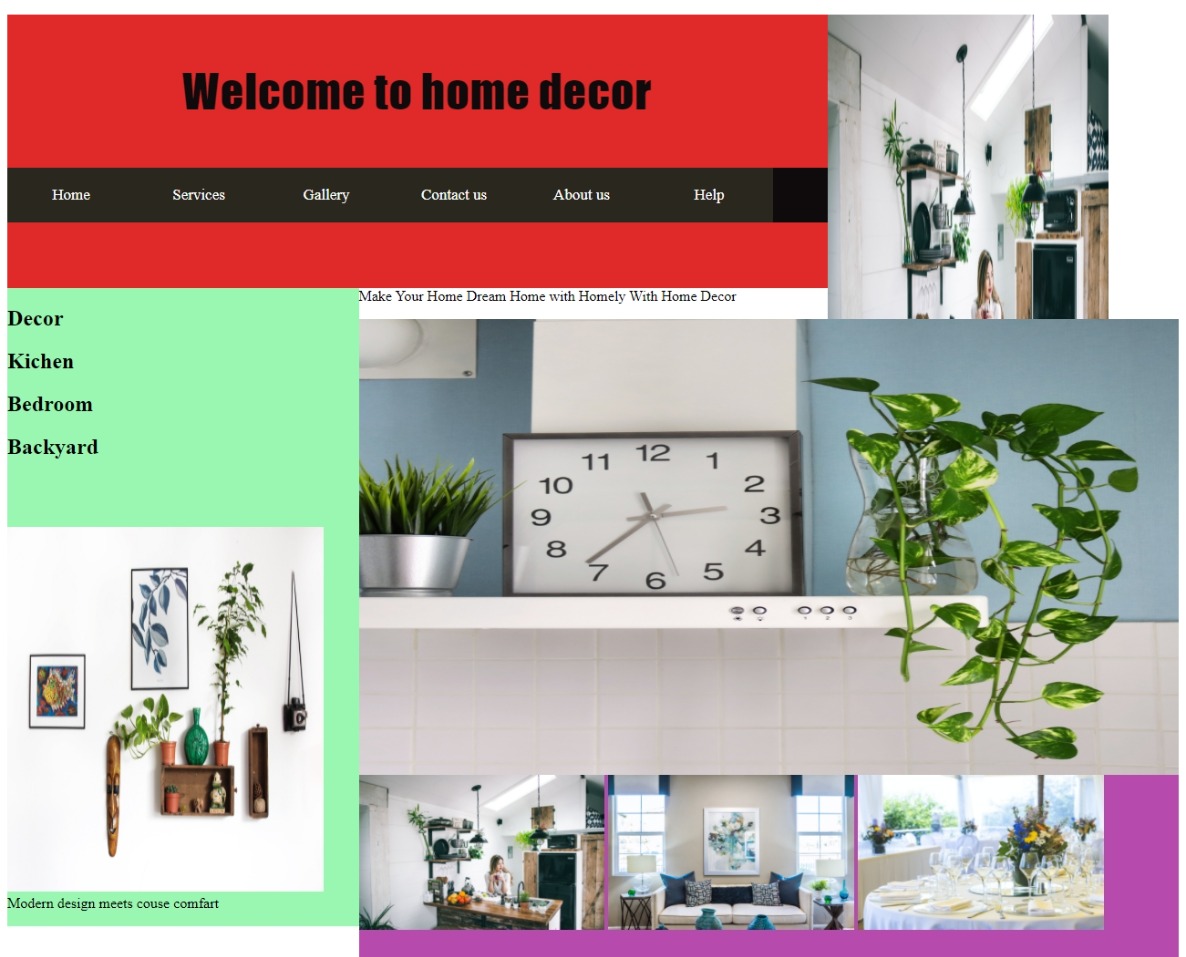 Welcome to home decor
Home Services Gallery Contact us About us Help
Make Your Home Dream Home with Homely With Home Decor
Decor
Kichen
Bedroom
Backyard
12
11 1
10 2
9 3
8 4
7 6 5
1 2 3
Modern design meets couse comfart